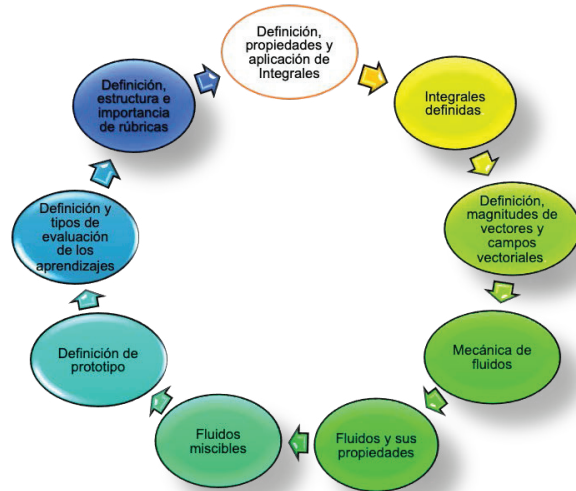 Definición,
propiedades y
aplicación de
Integrales
Integrales
definidas
Definición,
magnitudes de
vectores y
campos
vectoriales
Mecánica de
fluidos
Fluidos y sus
propiedades
Fluidos
miscibles
Definición de
prototipo
Definición y
tipos de
evaluación
de los
aprendizajes
Definición,
estructura e
importancia
de rúbricas